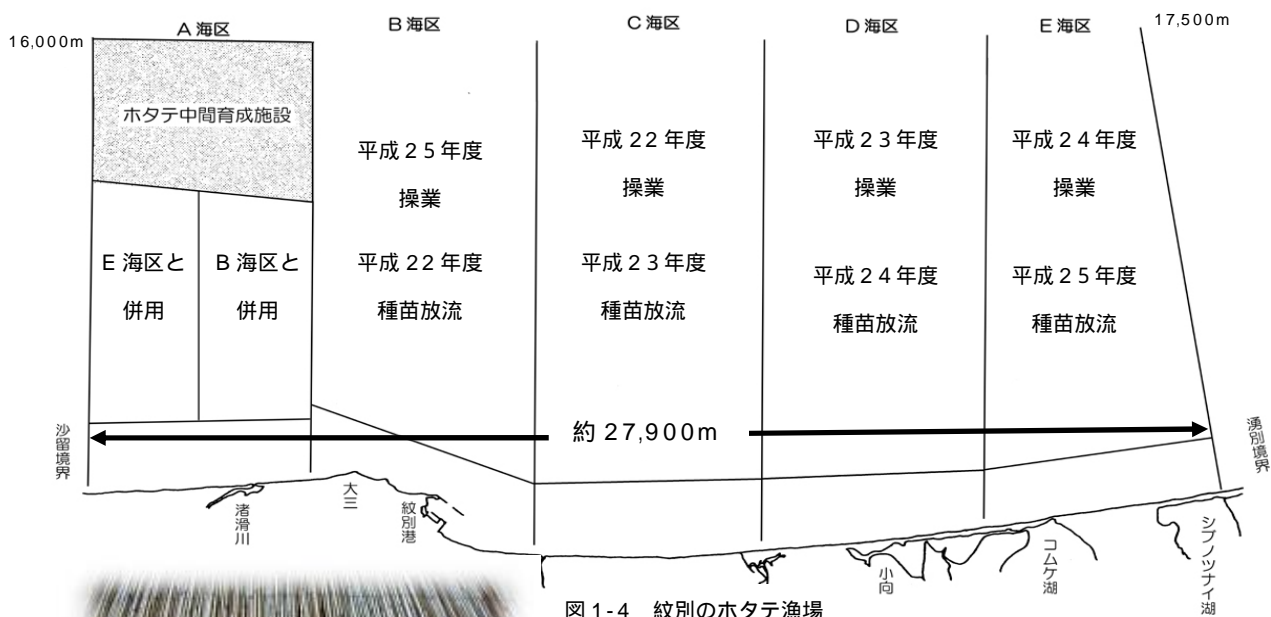 A 海区
B 海区
C 海区
D 海区
E 海区
16,000m
17,500m
ホタテ中間育成施設
E 海区と
併用
B 海区と
併用
平成 2 5 年度
操業
平成 22 年度
種苗放流
平成 22 年度
操業
平成 2 3 年度
種苗放流
平成 2 3 年度
操業
平成 2 4 年度
種苗放流
平成 2 4 年度
操業
平成 2 5 年度
種苗放流
約 27,900m
沙留境界
湧別境界
渚滑川
大三
紋別港
小向
コムケ湖
シブノツナイ湖
図 1-4 紋別のホタテ漁場